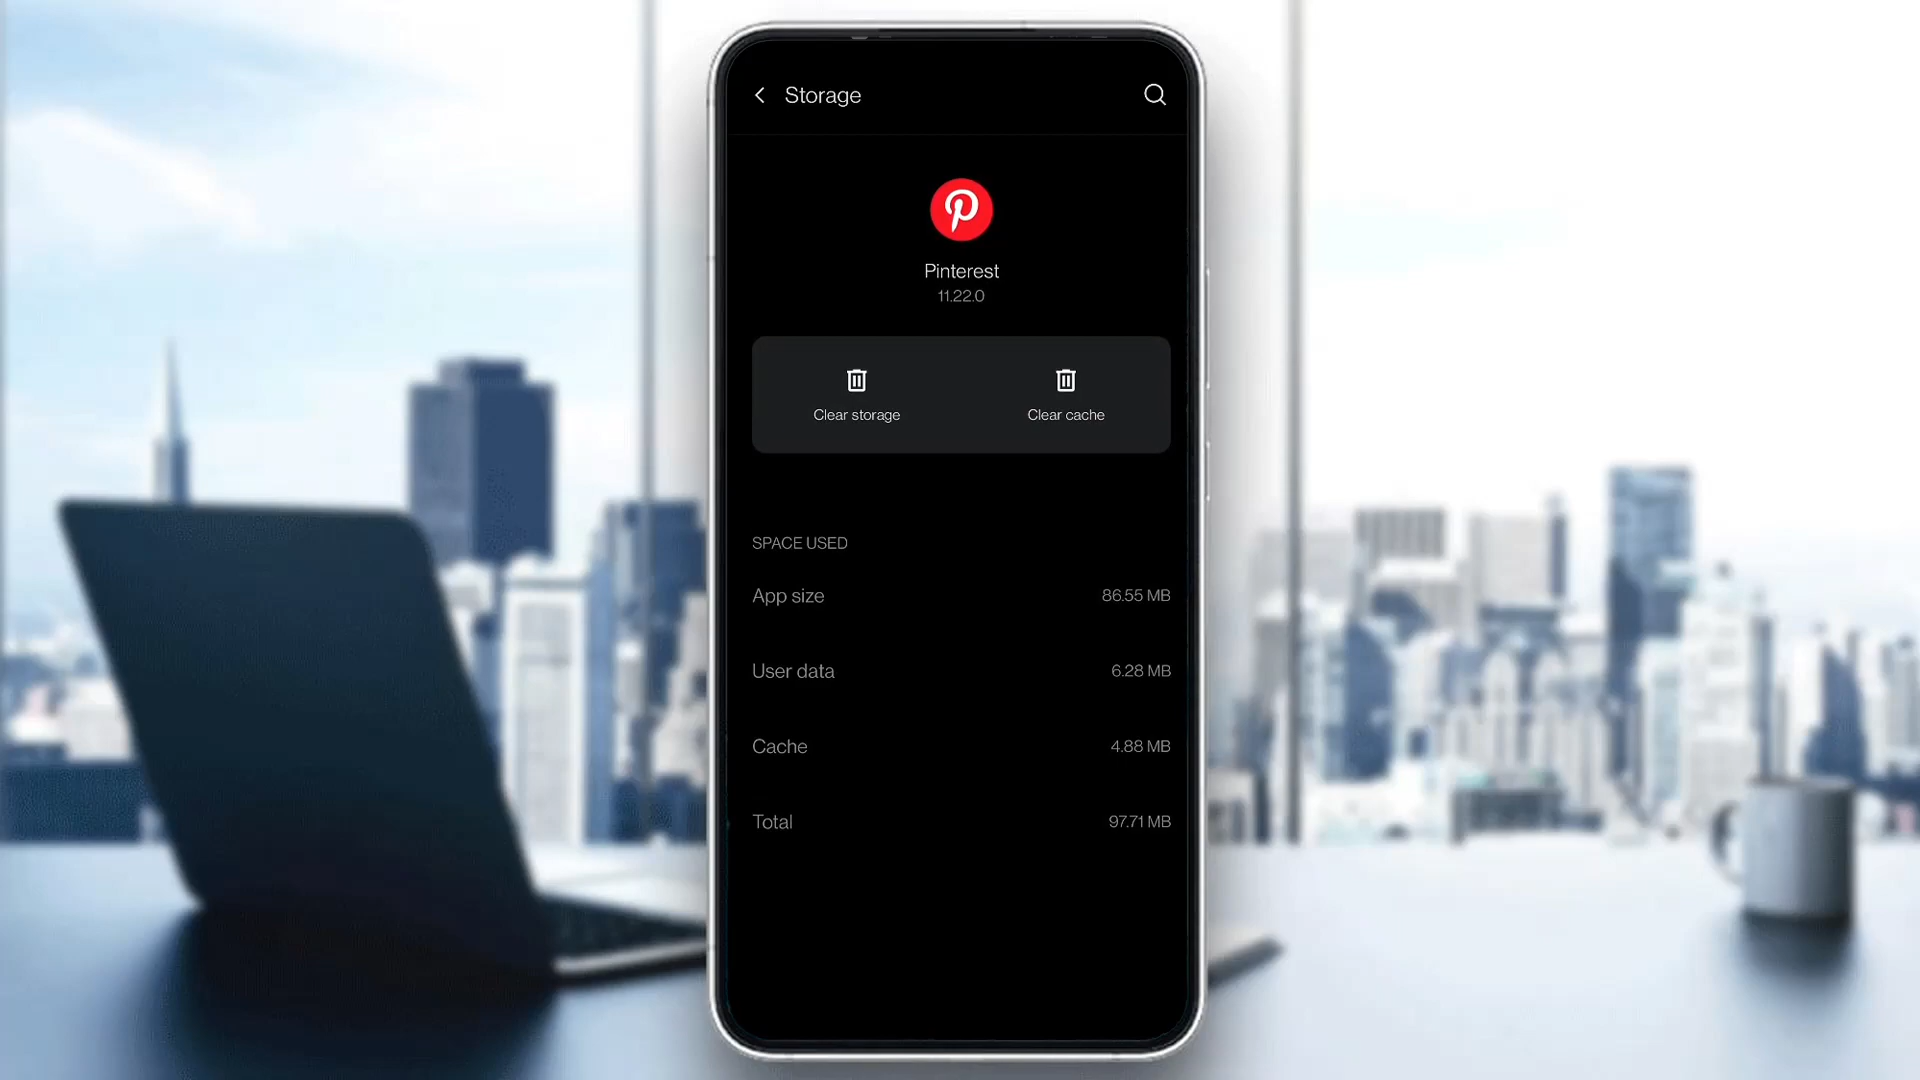 Storage
Pinterest
11.22.0
Clear storage
Clear cache
SPACE USED
App size
86.55 MB
User data
6.28 MB
Cache
4.88 MB
Total
97.71 MB